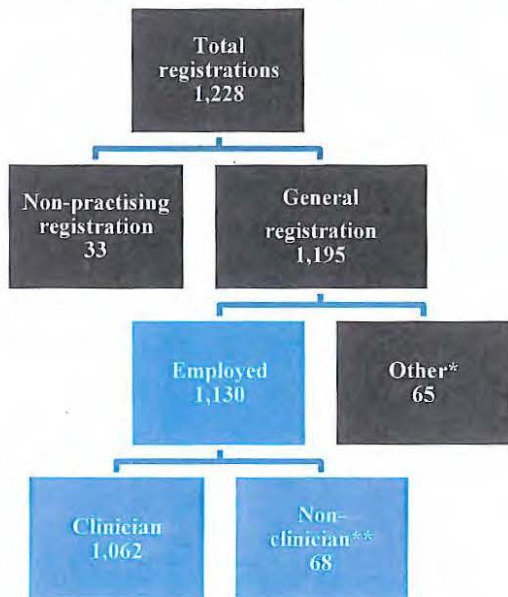 Total
registrations
1,228
Non-practising
registration
33
General
registration
1,195
Employed
1,130
Other*
65
Clinician
1,062
Non-
clinician**
68